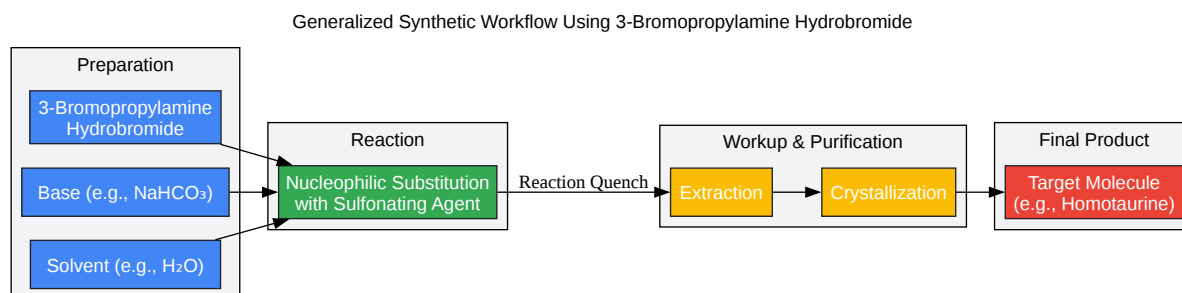 Generalized Synthetic Workflow Using 3-Bromopropylamine Hydrobromide
Preparation
3-Bromopropylamine
Hydrobromide
Base (e.g., NaHCO₃)
Solvent (e.g., H₂O)
Reaction
Nucleophilic Substitution
with Sulfonating Agent
Reaction Quench
Workup & Purification
Extraction
Crystallization
Final Product
Target Molecule
(e.g., Homotaurine)